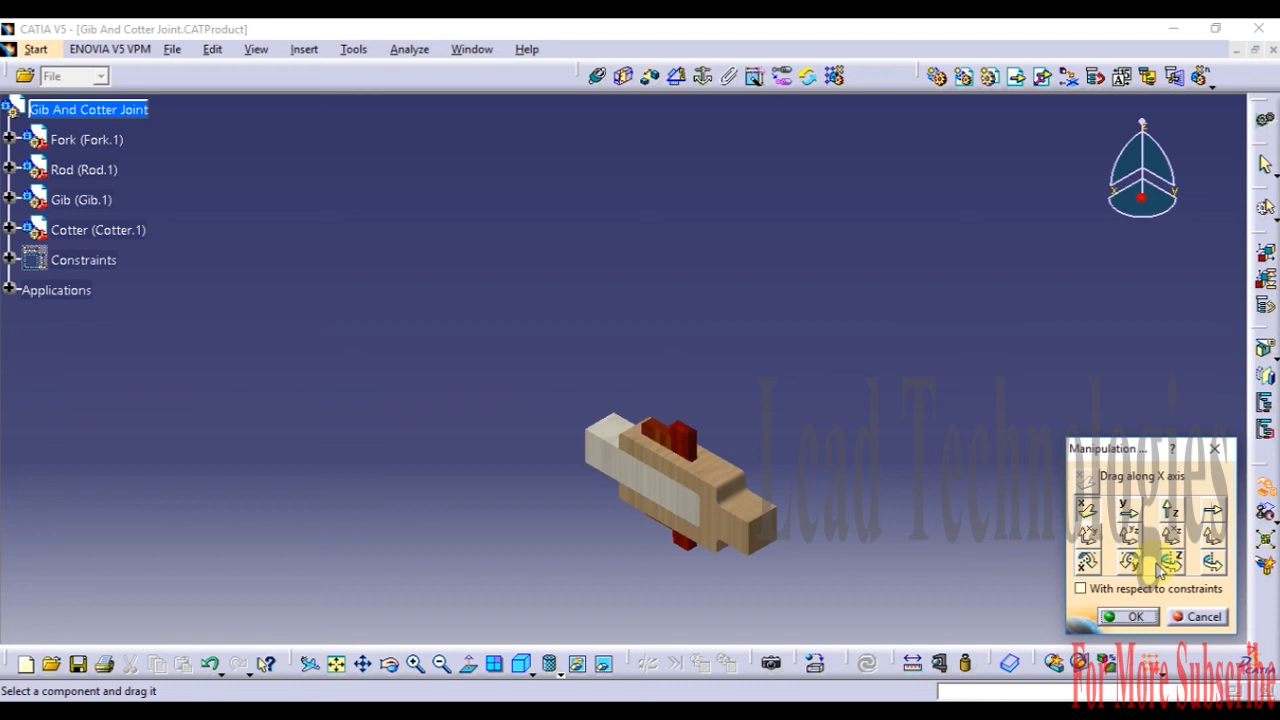 CATIA V5 - [Gib And Cotter Joint.CATProduct]
Start ENOVIA V5 VPM File Edit View Insert Tools Analyze Window Help
File
Gib And Cotter Joint
Fork (Fork.1)
Rod (Rod.1)
Gib (Gib.1)
Cotter (Cotter.1)
Constraints
Applications
z
x y
Lead Technologies
Manipulation ... ?
Drag along X axis
With respect to constraints
OK Cancel
For More Subscribe
Select a component and drag it